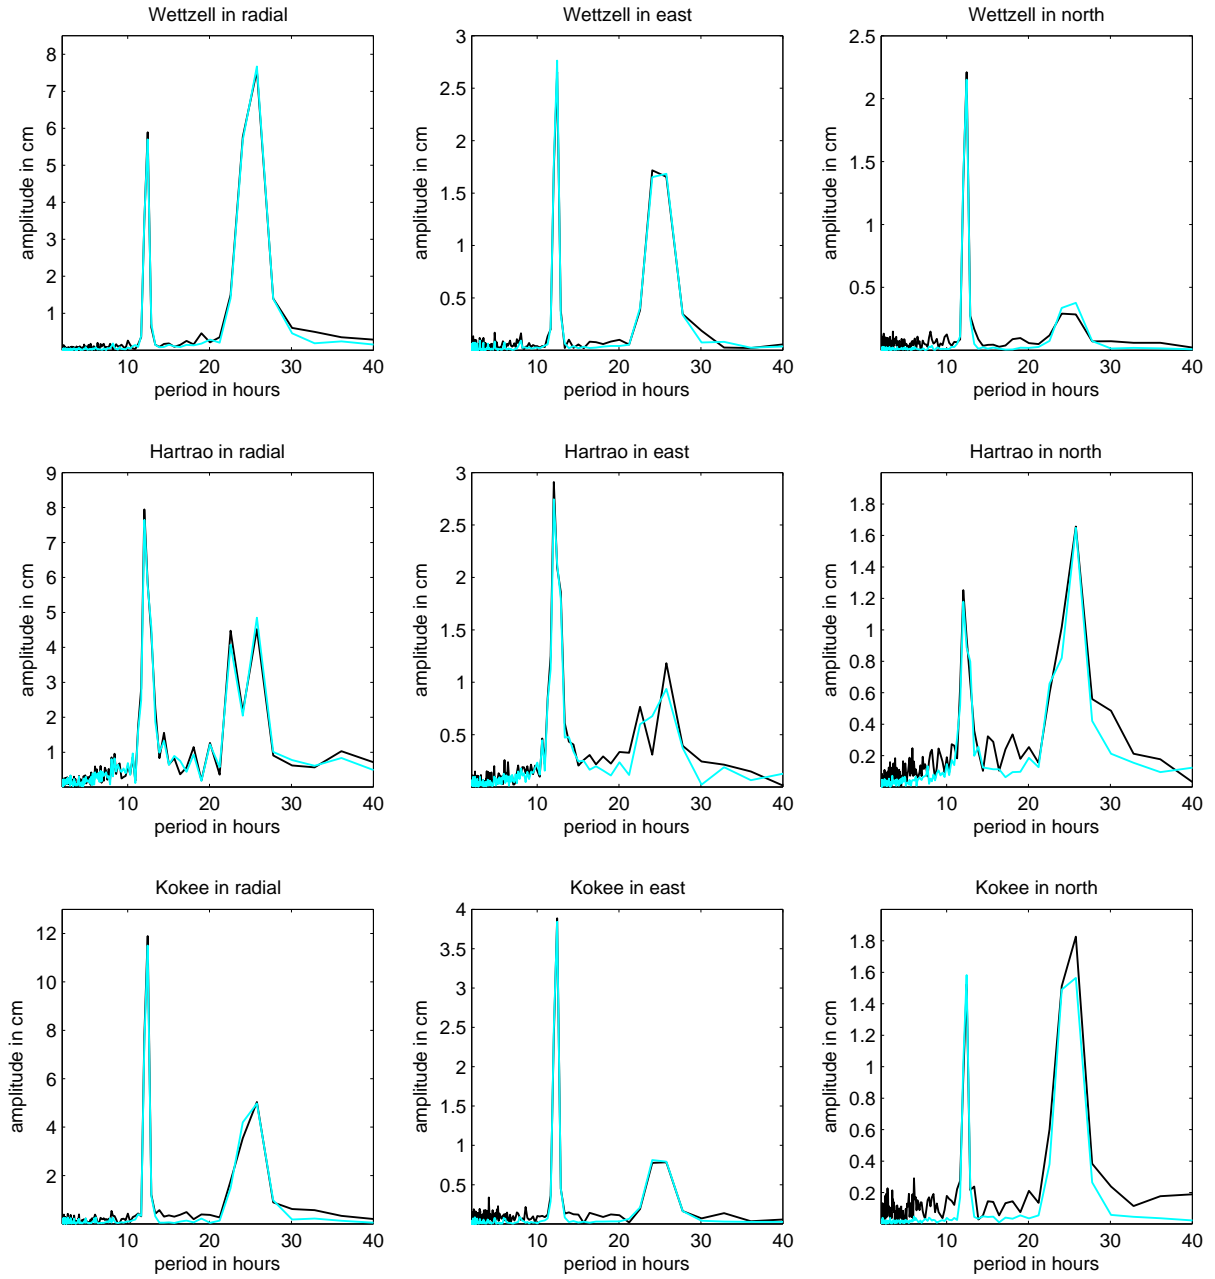 Wettzell in radial
8
7
6
5
4
3
2
1
amplitude in cm
10 20 30 40
period in hours
Wettzell in east
3
2.5
2
1.5
1
0.5
amplitude in cm
10 20 30 40
period in hours
Wettzell in north
2.5
2
1.5
1
0.5
amplitude in cm
10 20 30 40
period in hours
Hartrao in radial
9
8
7
6
5
4
3
2
1
amplitude in cm
10 20 30 40
period in hours
Hartrao in east
3
2.5
2
1.5
1
0.5
amplitude in cm
10 20 30 40
period in hours
Hartrao in north
1.8
1.6
1.4
1.2
1
0.8
0.6
0.4
0.2
amplitude in cm
10 20 30 40
period in hours
Kokee in radial
12
10
8
6
4
2
amplitude in cm
10 20 30 40
period in hours
Kokee in east
4
3.5
3
2.5
2
1.5
1
0.5
amplitude in cm
10 20 30 40
period in hours
Kokee in north
1.8
1.6
1.4
1.2
1
0.8
0.6
0.4
0.2
amplitude in cm
10 20 30 40
period in hours